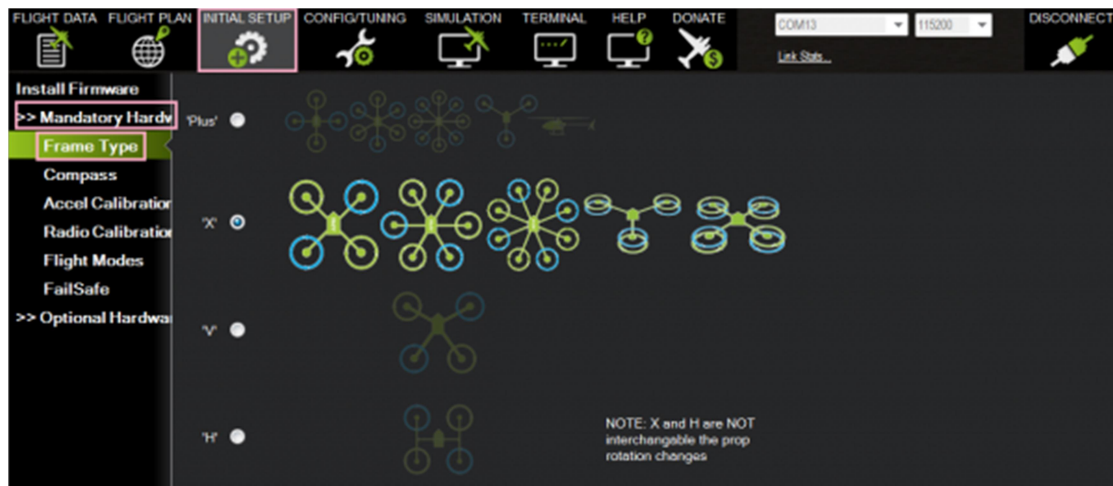 FLIGHT DATA FLIGHT PLAN INITIAL SETUP CONFIG/TUNING SIMULATION TERMINAL HELP DONATE COM13 115200 DISCONNECT
Link Stats...
Install Firmware
>> Mandatory Hardw
Frame Type
Compass
Accel Calibration
Radio Calibration
Flight Modes
FailSafe
>> Optional Hardwa
'Plus'
'X'
'V'
'H'
NOTE: X and H are NOT
interchangable the prop
rotation changes